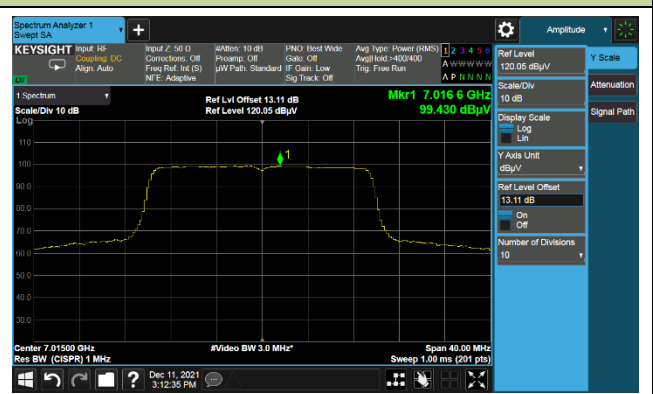 Spectrum Analyzer 1
Swept SA
Amplitude
KEYSIGHT
Input: RF
Coupling: DC
Align: Auto
Input Z: 50 Ω
Corrections: Off
Freq Ref: Int (S)
NFE: Adaptive
#Atten: 10 dB
Preamp: Off
µW Path: Standard
PNO: Best Wide
Gate: Off
IF Gain: Low
Sig Track: Off
Avg Type: Power (RMS)
Avg|Hold:>400/400
Trig: Free Run
1 2 3 4 5 6
A W W W W W
A P N N N N
1 Spectrum
Scale/Div 10 dB
Log
Ref Lvl Offset 13.11 dB
Ref Level 120.05 dBµV
Mkr1 7.016 6 GHz
99.430 dBµV
110
100
90.0
80.0
70.0
60.0
50.0
40.0
30.0
1
Center 7.01500 GHz
Res BW (CISPR) 1 MHz
#Video BW 3.0 MHz*
Span 40.00 MHz
Sweep 1.00 ms (201 pts)
Ref Level
120.05 dBµV
Scale/Div
10 dB
Display Scale
Log
Lin
Y Axis Unit
dBµV
Ref Level Offset
13.11 dB
On
Off
Number of Divisions
10
Y Scale
Attenuation
Signal Path
?
Dec 11, 2021
3:12:35 PM